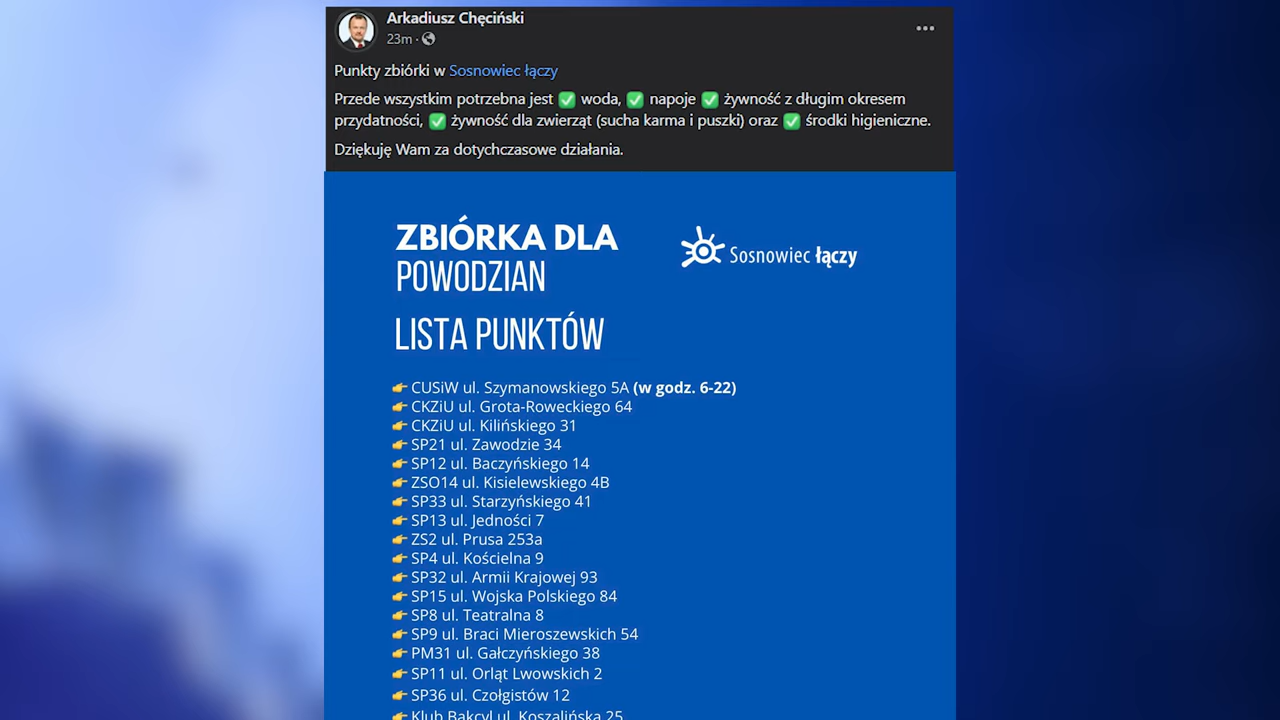 Arkadiusz Chęciński
23m ·
Punkty zbiórki w Sosnowiec łączy
Przede wszystkim potrzebna jest ✅ woda, ✅ napoje ✅ żywność z długim okresem
przydatności, ✅ żywność dla zwierząt (sucha karma i puszki) oraz ✅ środki higieniczne.
Dziękuję Wam za dotychczasowe działania.
ZBIÓRKA DLA
POWODZIAN
Sosnowiec łączy
LISTA PUNKTÓW
👉 CUSiW ul. Szymanowskiego 5A (w godz. 6-22)
👉 CKZiU ul. Grota-Roweckiego 64
👉 CKZiU ul. Kilińskiego 31
👉 SP21 ul. Zawodzie 34
👉 SP12 ul. Baczyńskiego 14
👉 ZSO14 ul. Kisielewskiego 4B
👉 SP33 ul. Starzyńskiego 41
👉 SP13 ul. Jedności 7
👉 ZS2 ul. Prusa 253a
👉 SP4 ul. Kościelna 9
👉 SP32 ul. Armii Krajowej 93
👉 SP15 ul. Wojska Polskiego 84
👉 SP8 ul. Teatralna 8
👉 SP9 ul. Braci Mieroszewskich 54
👉 PM31 ul. Gałczyńskiego 38
👉 SP11 ul. Orląt Lwowskich 2
👉 SP36 ul. Czołgistów 12
👉 Klub Bakcyl ul. Koszalińska 25